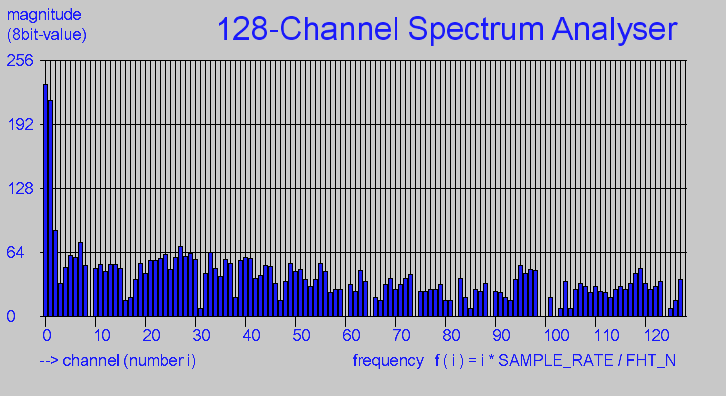 magnitude
(8bit-value)
128-Channel Spectrum Analyser
256
192
128
64
0
0 10 20 30 40 50 60 70 80 90 100 110 120
--> channel (number i) frequency f ( i ) = i * SAMPLE_RATE / FHT_N